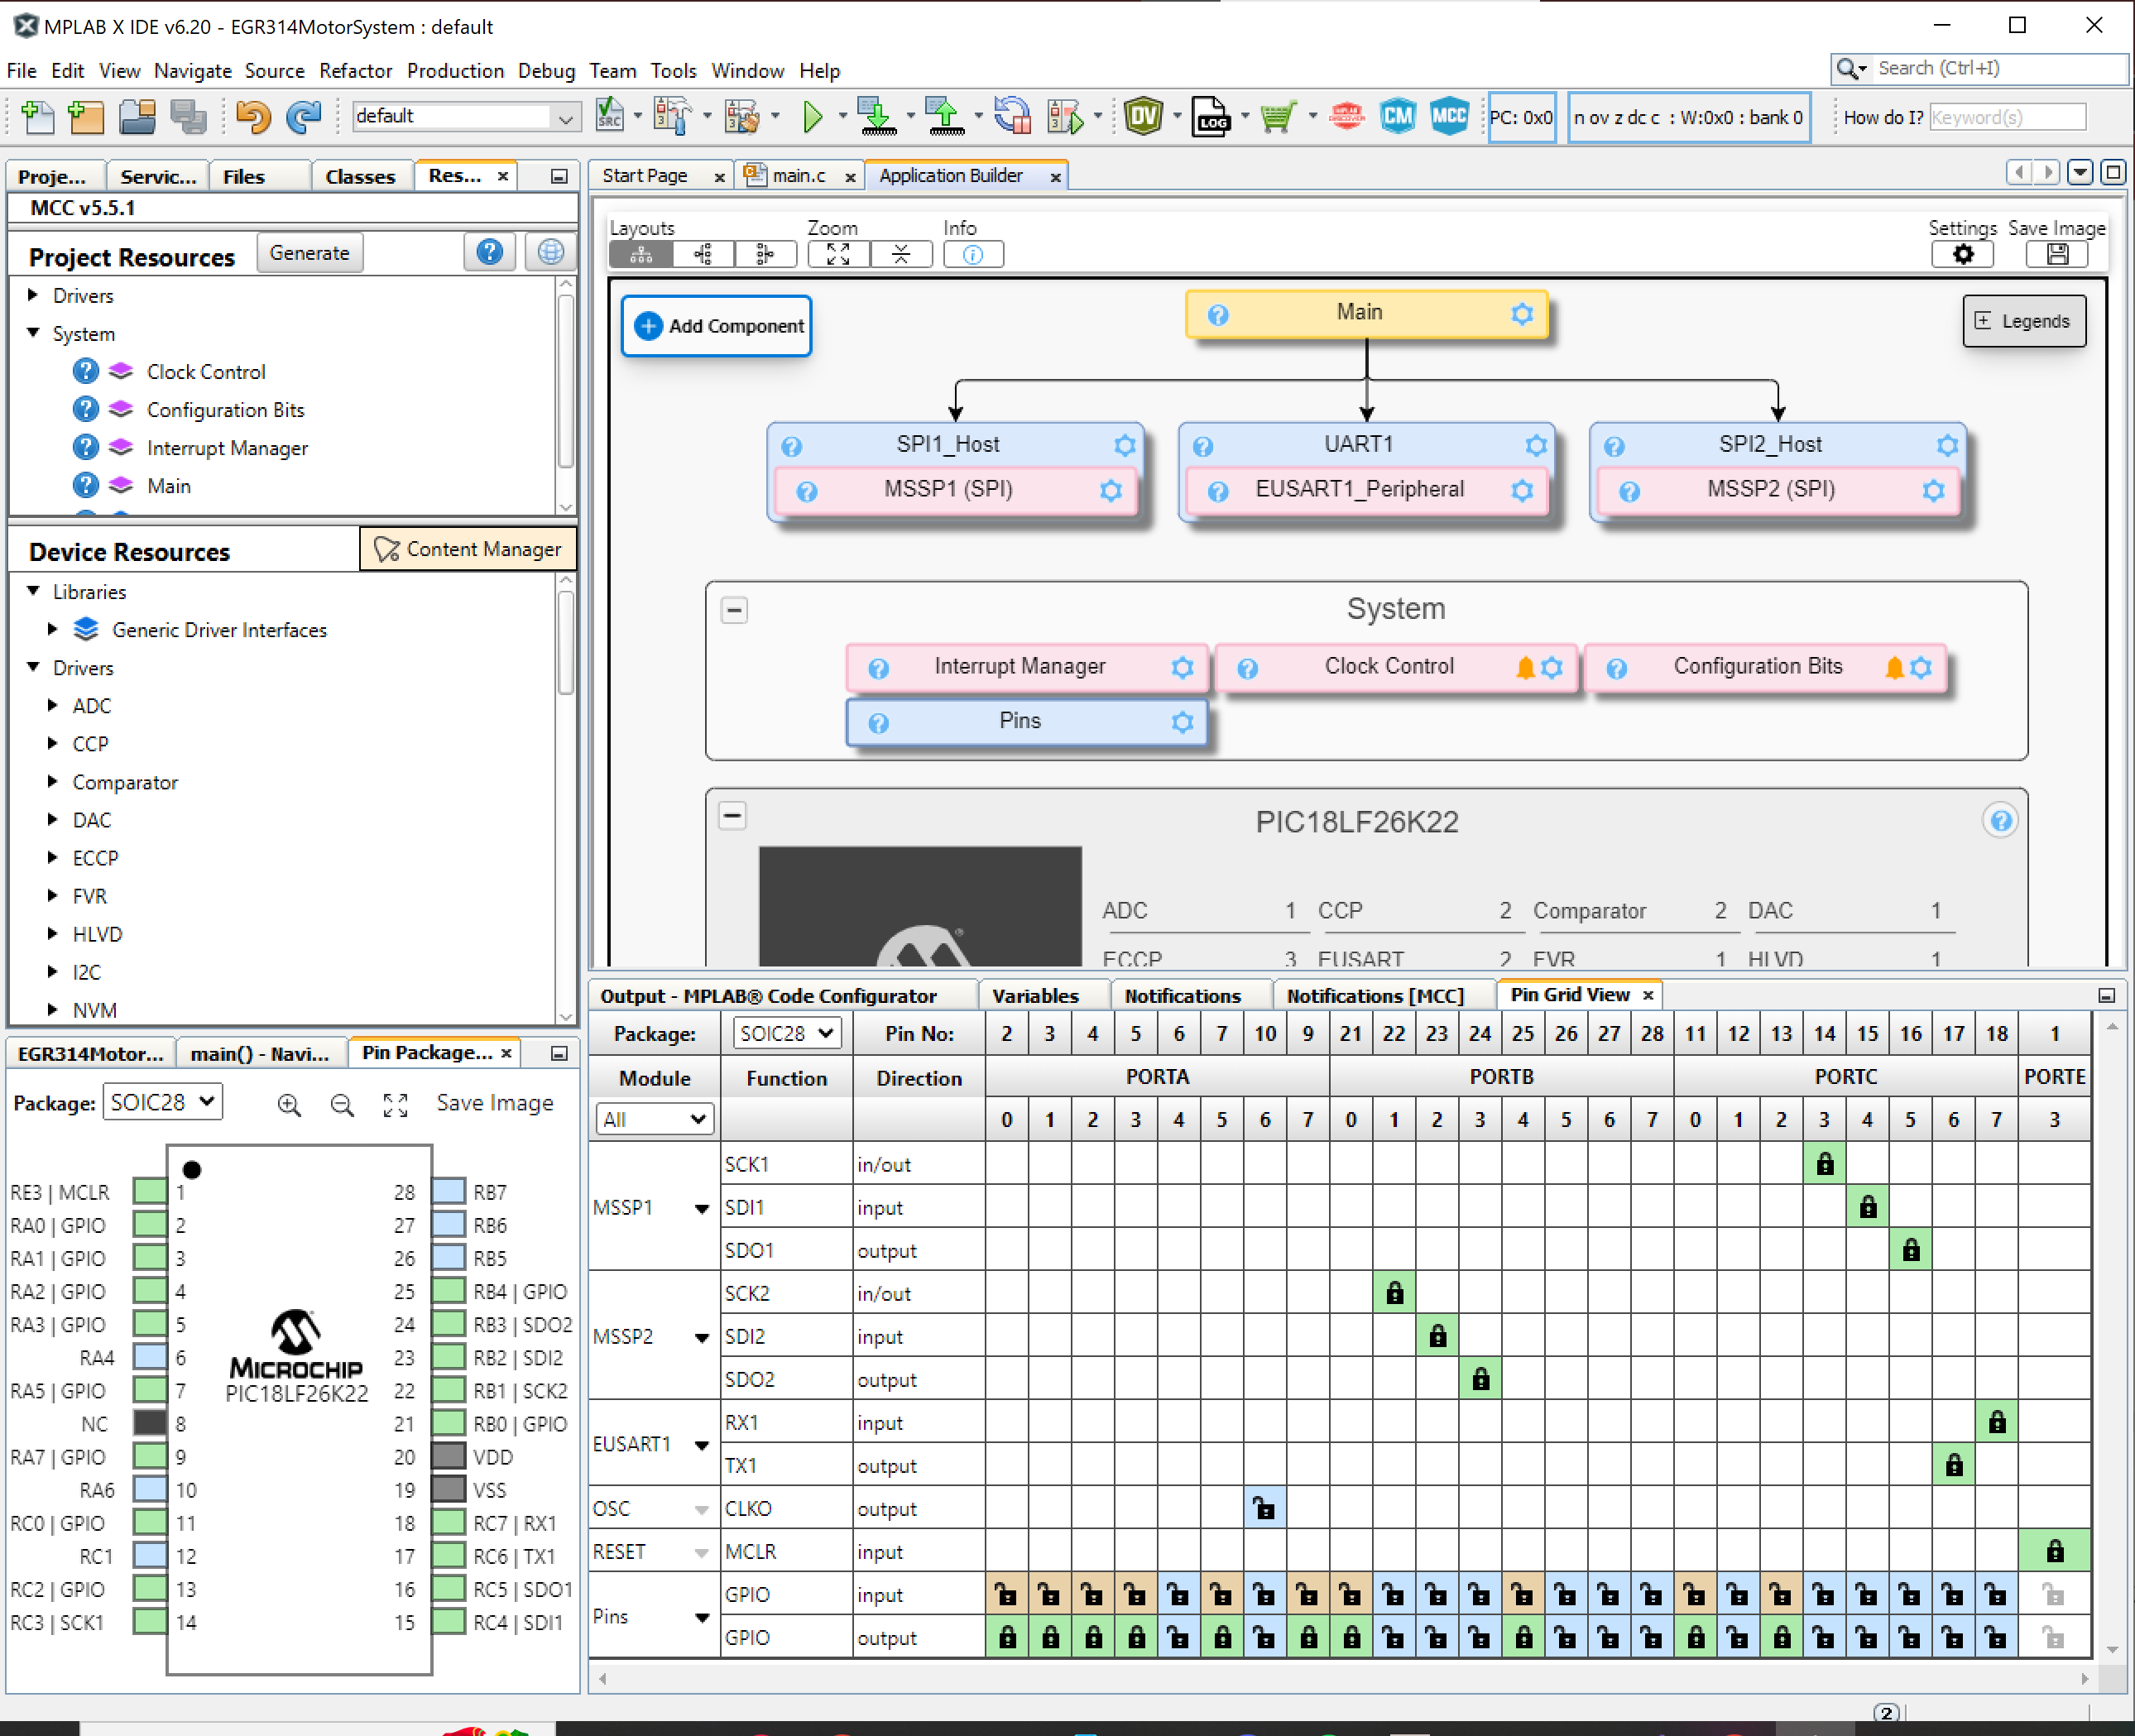 MPLAB X IDE v6.20 - EGR314MotorSystem : default
File Edit View Navigate Source Refactor Production Debug Team Tools Window Help
Search (Ctrl+I)
default
SRC
DV
LOG
CM
MCC
PC: 0x0
n ov z dc c : W:0x0 : bank 0
How do I? Keyword(s)
Proje... Servic... Files Classes Res...
MCC v5.5.1
Project Resources Generate
Drivers
System
Clock Control
Configuration Bits
Interrupt Manager
Main
Device Resources Content Manager
Libraries
Generic Driver Interfaces
Drivers
ADC
CCP
Comparator
DAC
ECCP
FVR
HLVD
I2C
NVM
EGR314Motor... main() - Navi... Pin Package...
Package: SOIC28 Save Image
RE3 | MCLR 1 28 RB7
RA0 | GPIO 2 27 RB6
RA1 | GPIO 3 26 RB5
RA2 | GPIO 4 25 RB4 | GPIO
RA3 | GPIO 5 24 RB3 | SDO2
RA4 6 23 RB2 | SDI2
RA5 | GPIO 7 22 RB1 | SCK2
NC 8 21 RB0 | GPIO
RA7 | GPIO 9 20 VDD
RA6 10 19 VSS
RC0 | GPIO 11 18 RC7 | RX1
RC1 12 17 RC6 | TX1
RC2 | GPIO 13 16 RC5 | SDO1
RC3 | SCK1 14 15 RC4 | SDI1
MICROCHIP
PIC18LF26K22
Start Page main.c Application Builder
Layouts Zoom Info Settings Save Image
Add Component
Legends
Main
SPI1_Host UART1 SPI2_Host
MSSP1 (SPI) EUSART1_Peripheral MSSP2 (SPI)
System
Interrupt Manager Clock Control Configuration Bits
Pins
PIC18LF26K22
ADC 1 CCP 2 Comparator 2 DAC 1
ECCP 3 EUSART 2 FVR 1 HLVD 1
Output - MPLAB® Code Configurator Variables Notifications Notifications [MCC] Pin Grid View
Package: SOIC28 Pin No: 2 3 4 5 6 7 10 9 21 22 23 24 25 26 27 28 11 12 13 14 15 16 17 18 1
Module Function Direction PORTA PORTB PORTC PORTE
All 0 1 2 3 4 5 6 7 0 1 2 3 4 5 6 7 0 1 2 3 4 5 6 7 3
MSSP1
SCK1 in/out
SDI1 input
SDO1 output
MSSP2
SCK2 in/out
SDI2 input
SDO2 output
EUSART1
RX1 input
TX1 output
OSC CLKO output
RESET MCLR input
Pins
GPIO input
GPIO output
2